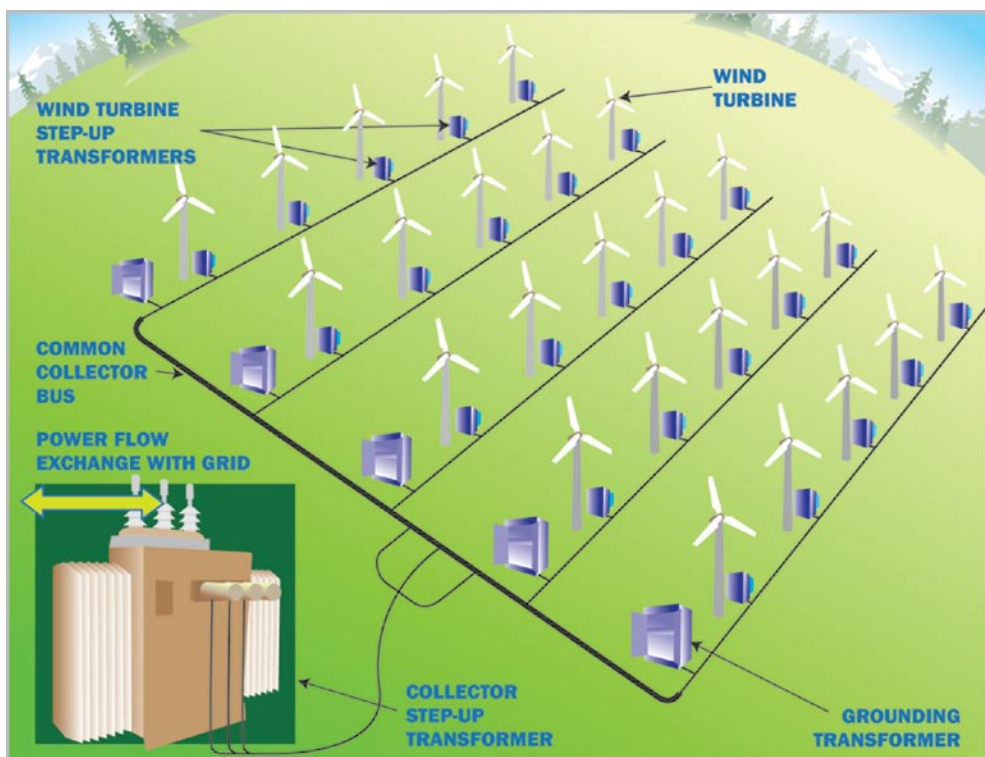 WIND TURBINE
STEP-UP
TRANSFORMERS
WIND
TURBINE
COMMON
COLLECTOR
BUS
POWER FLOW
EXCHANGE WITH GRID
COLLECTOR
STEP-UP
TRANSFORMER
GROUNDING
TRANSFORMER